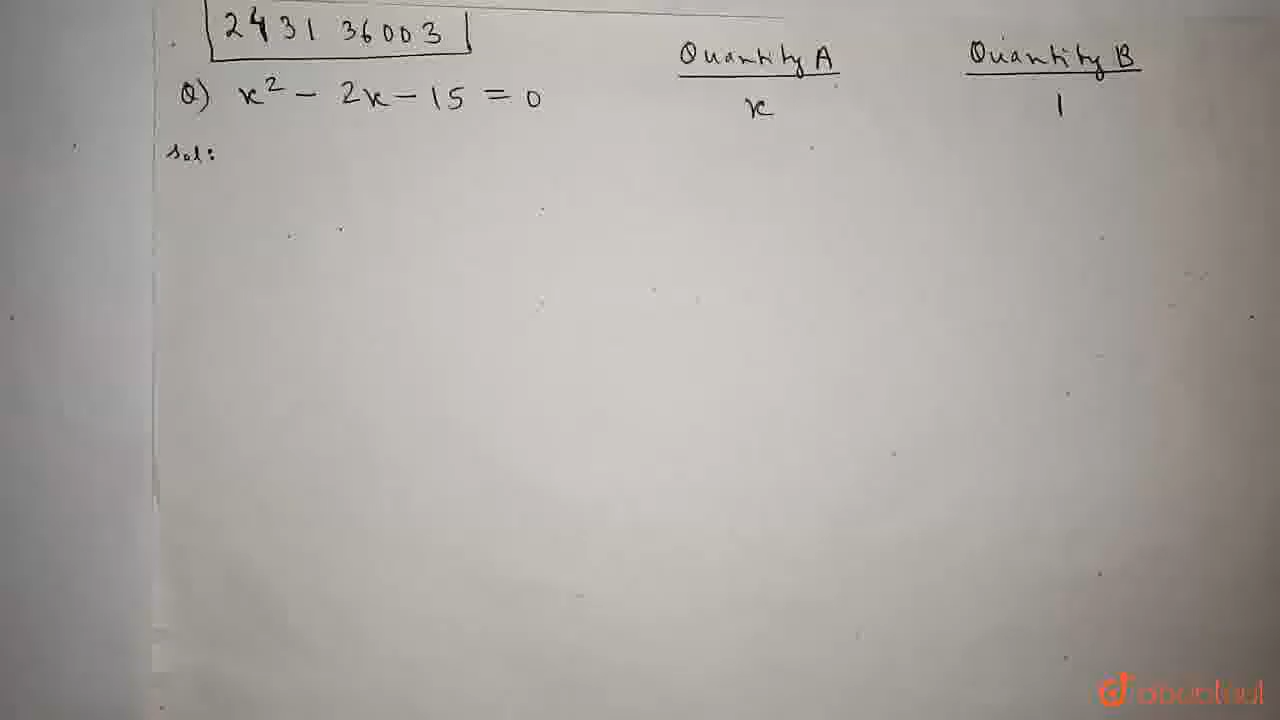 2431 36003
Quantity A Quantity B
Q) x² - 2x - 15 = 0 x 1
Sol:
doubtnut